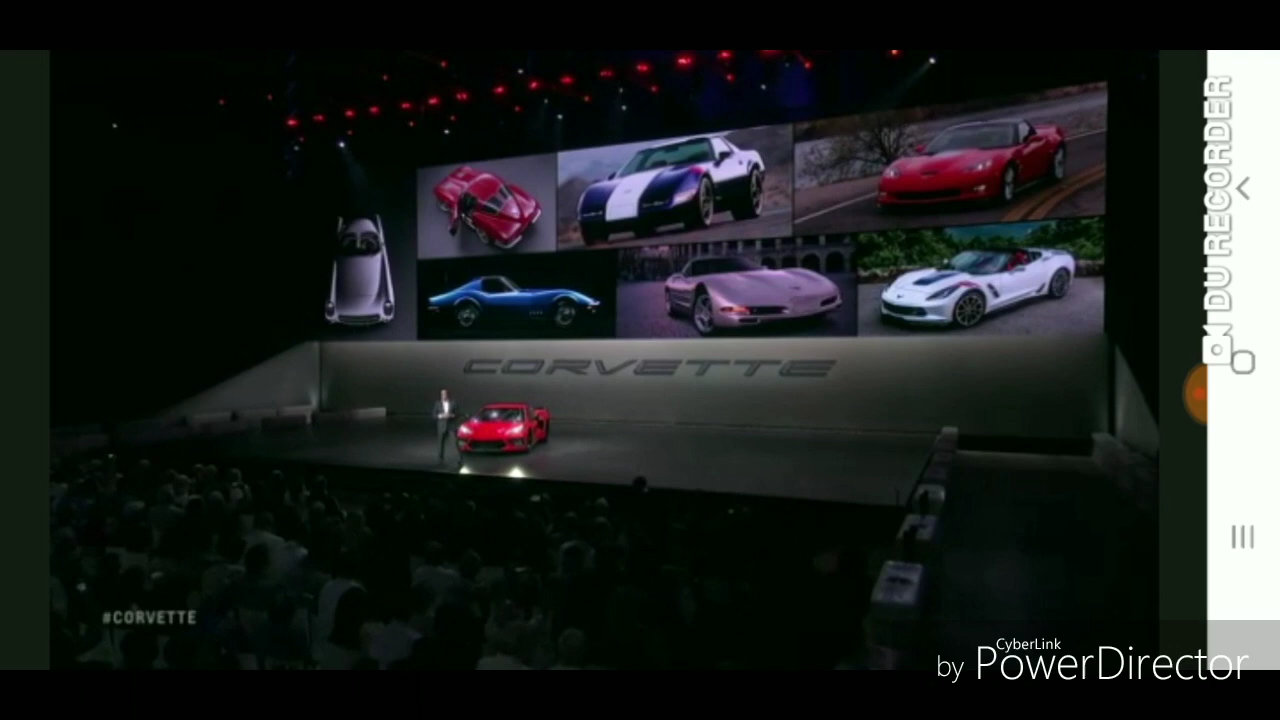 CORVETTE
#CORVETTE
DU RECORDER
CyberLink
by PowerDirector